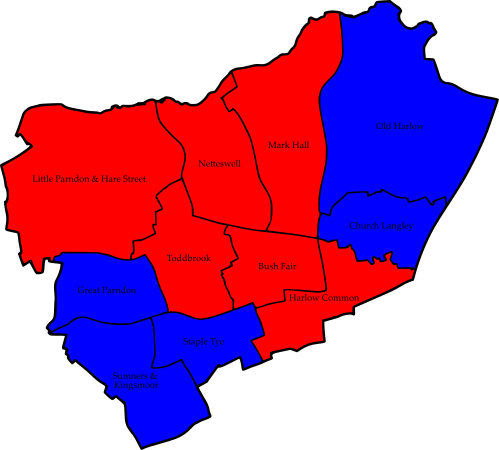 Old Harlow
Mark Hall
Netteswell
Little Parndon & Hare Street
Church Langley
Toddbrook
Bush Fair
Great Parndon
Harlow Common
Staple Tye
Sumners &
Kingsmoor